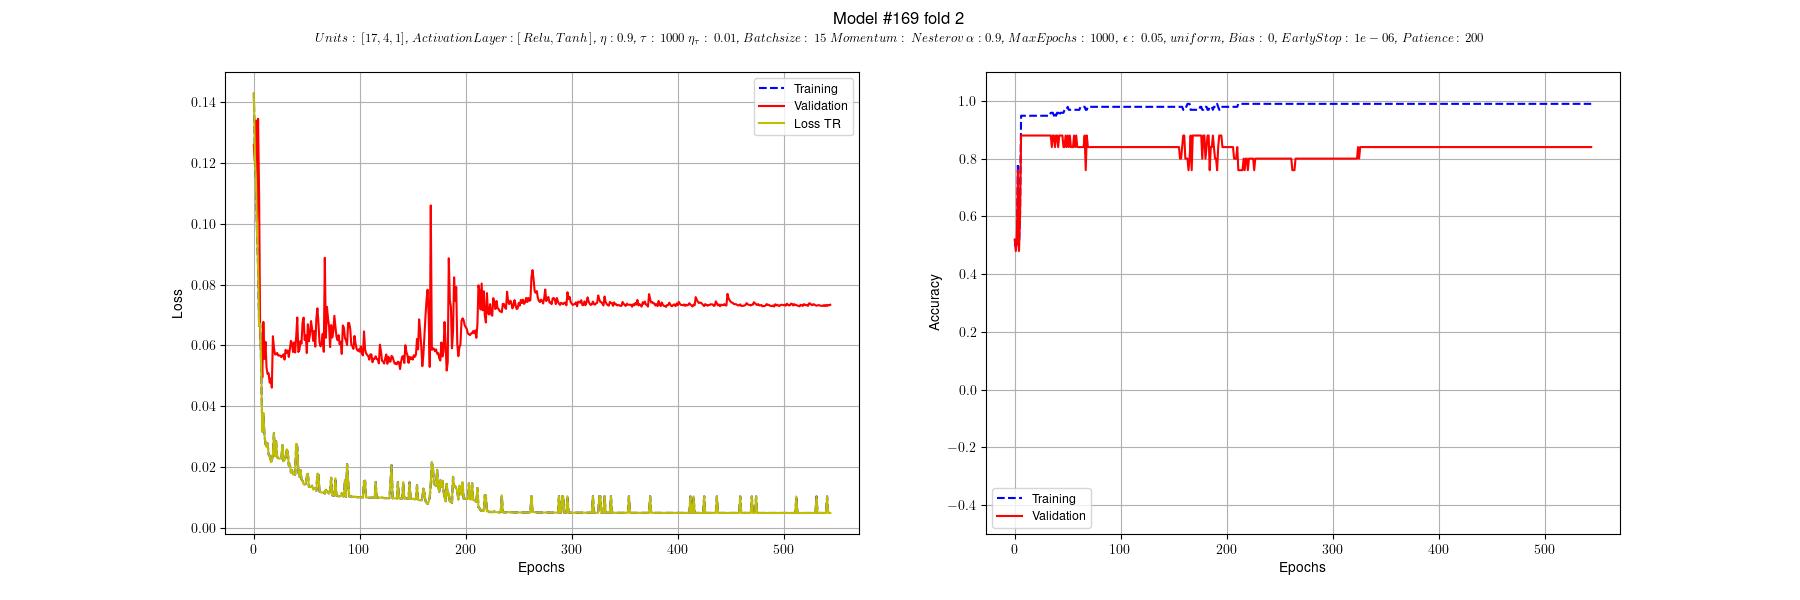 Model #169 fold 2
Units : [17, 4, 1], ActivationLayer : [Relu, Tanh], η : 0.9, τ : 1000 η_τ : 0.01, Batchsize : 15 Momentum : Nesterov α : 0.9, MaxEpochs : 1000, ϵ : 0.05, uniform, Bias : 0, EarlyStop : 1e − 06, Patience : 200
Loss
0.14
0.12
0.10
0.08
0.06
0.04
0.02
0.00
Training
Validation
Loss TR
0 100 200 300 400 500
Epochs
Accuracy
1.0
0.8
0.6
0.4
0.2
0.0
−0.2
−0.4
Training
Validation
0 100 200 300 400 500
Epochs